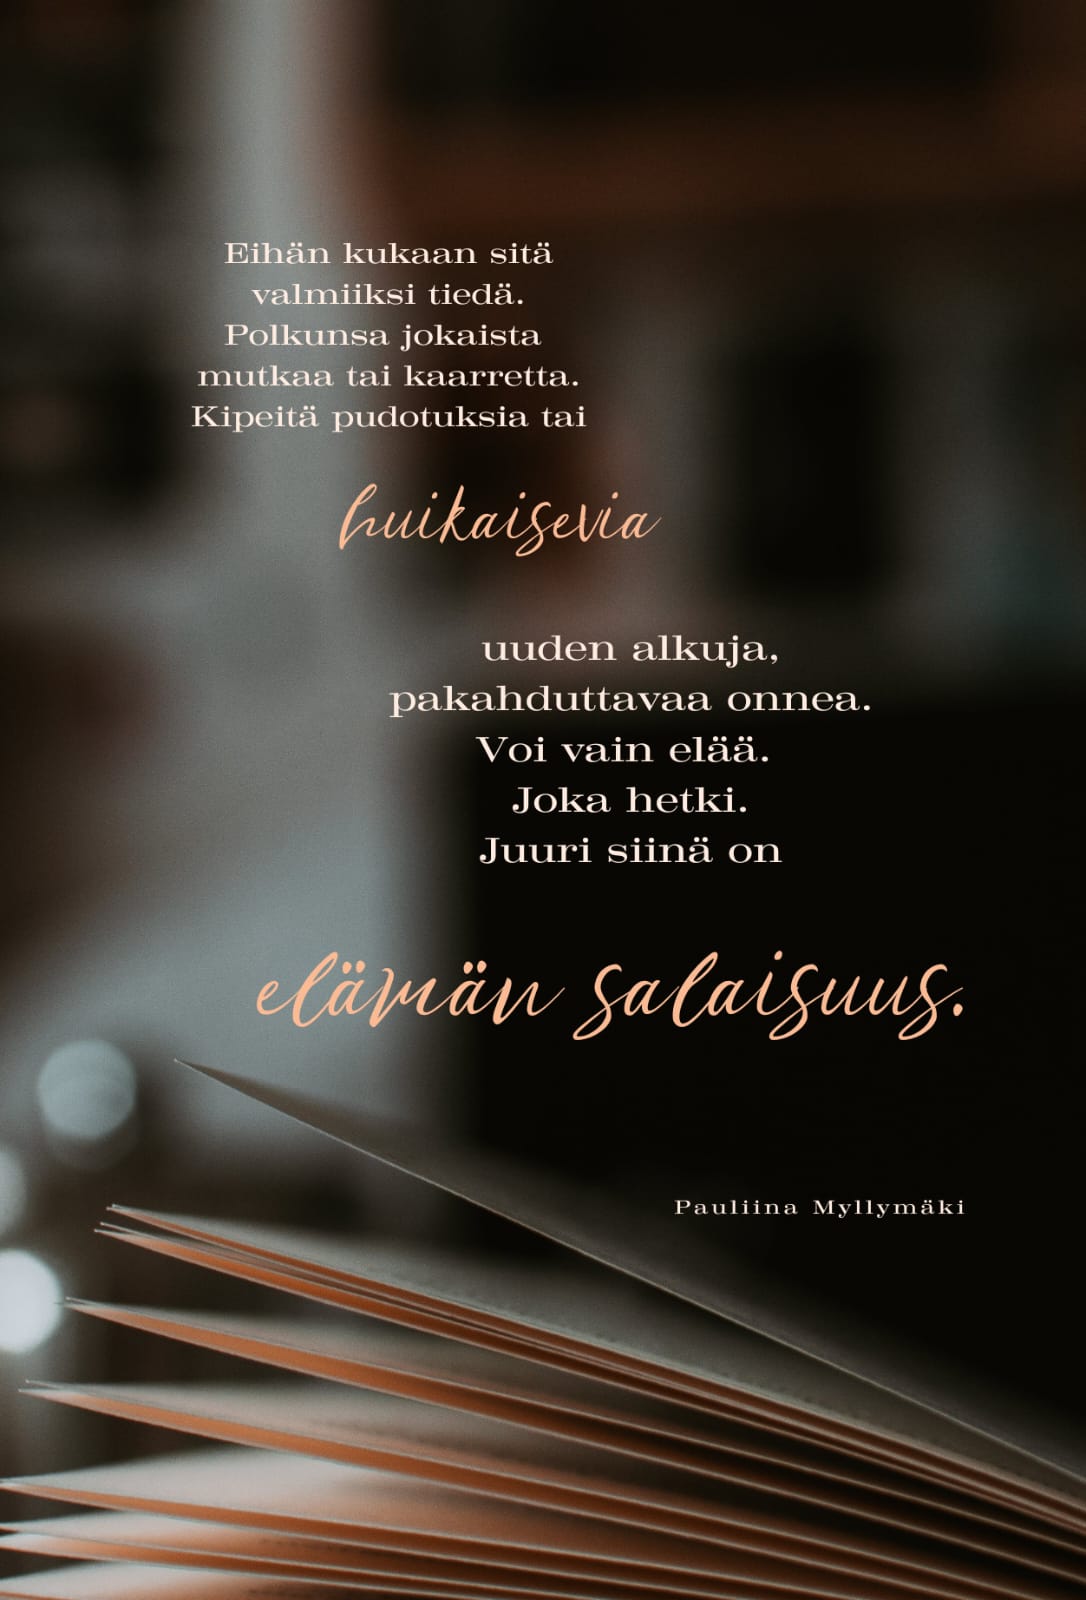 Eihän kukaan sitä
valmiiksi tiedä.
Polkunsa jokaista
mutkaa tai kaarretta.
Kipeitä pudotuksia tai
huikaisevia
uuden alkuja,
pakahduttavaa onnea.
Voi vain elää.
Joka hetki.
Juuri siinä on
elämän salaisuus.
Pauliina Myllymäki